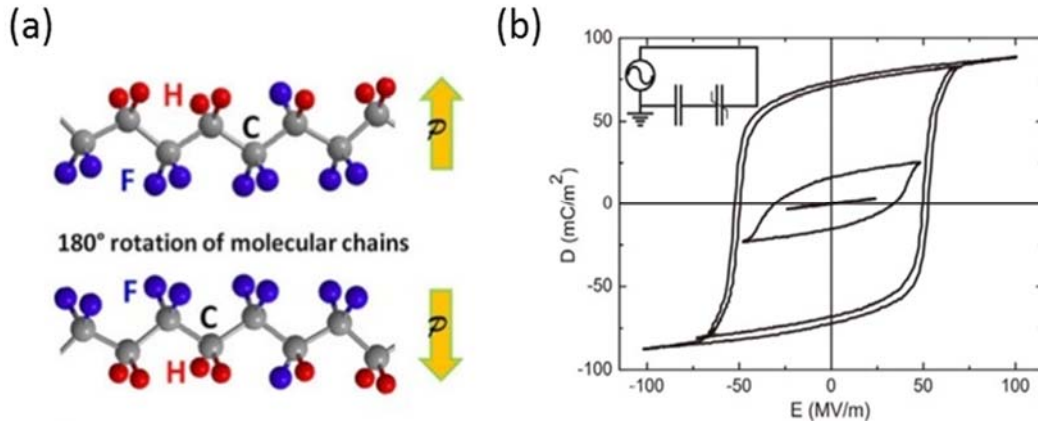 (a)
H
C
F
𝒫
180° rotation of molecular chains
F
C
H
𝒫
(b)
100
50
0
-50
-100
D (mC/m²)
-100 -50 0 50 100
E (MV/m)